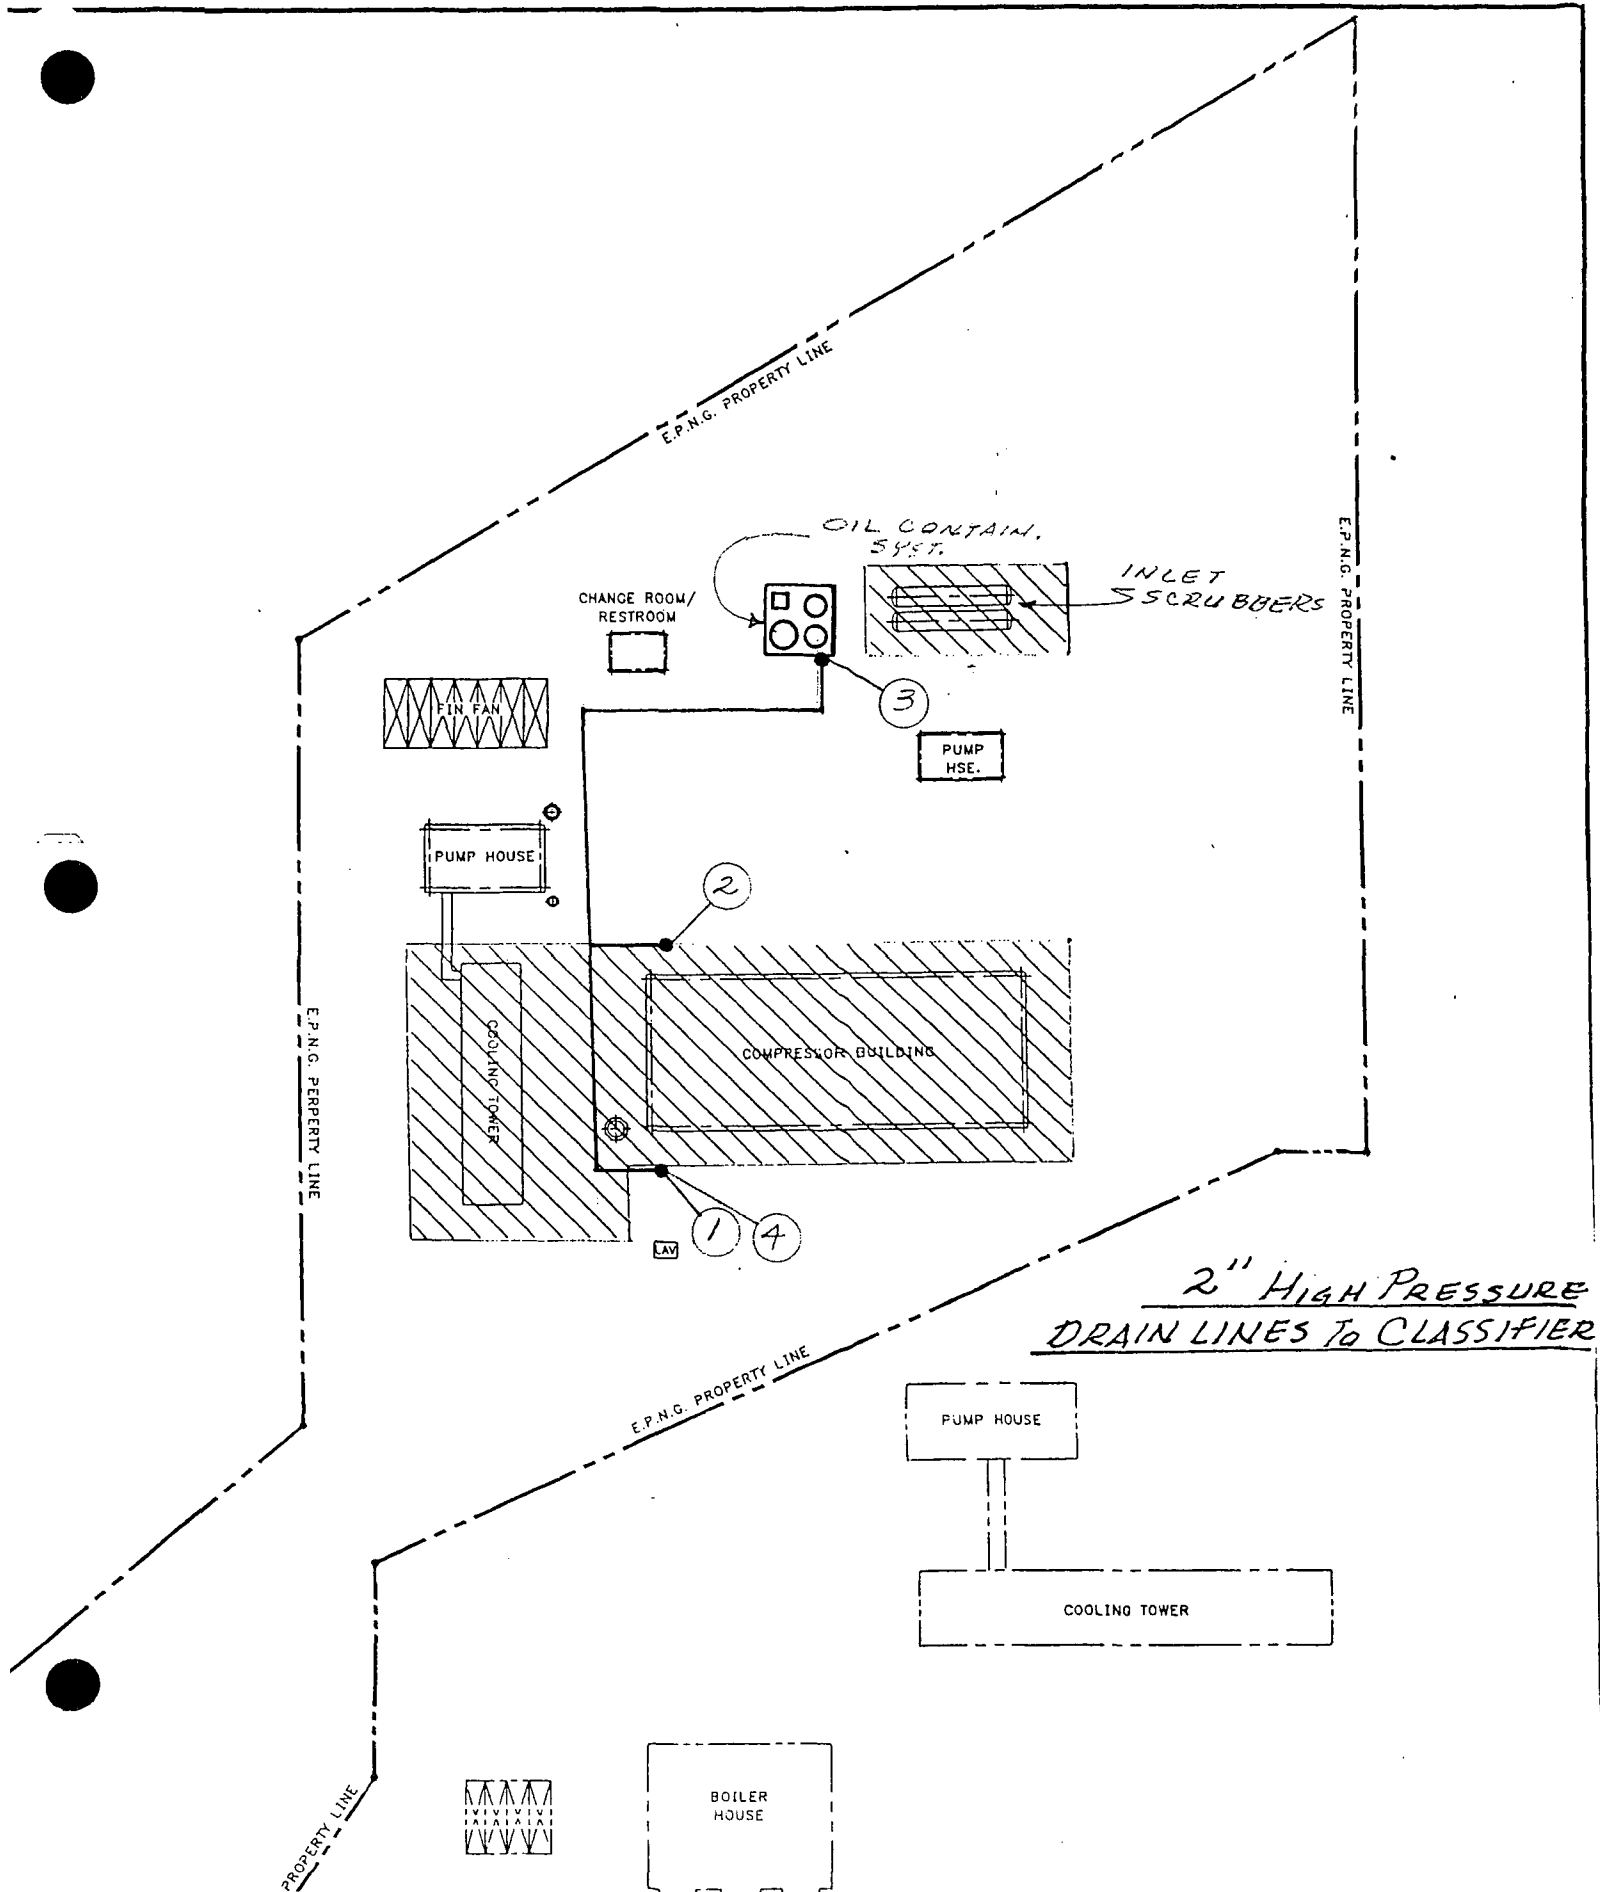 E.P.N.G. PROPERTY LINE
OIL CONTAIN.
SYST.
INLET
SCRUBBERS
E.P.N.G. PROPERTY LINE
CHANGE ROOM/
RESTROOM
3
FIN FAN
PUMP
HSE.
PUMP HOUSE
2
COMPRESSOR BUILDING
COOLING TOWER
E.P.N.G. PERPERTY LINE
1
4
LAV
2" HIGH PRESSURE
DRAIN LINES TO CLASSIFIER
E.P.N.G. PROPERTY LINE
PUMP HOUSE
COOLING TOWER
BOILER
HOUSE
PROPERTY LINE